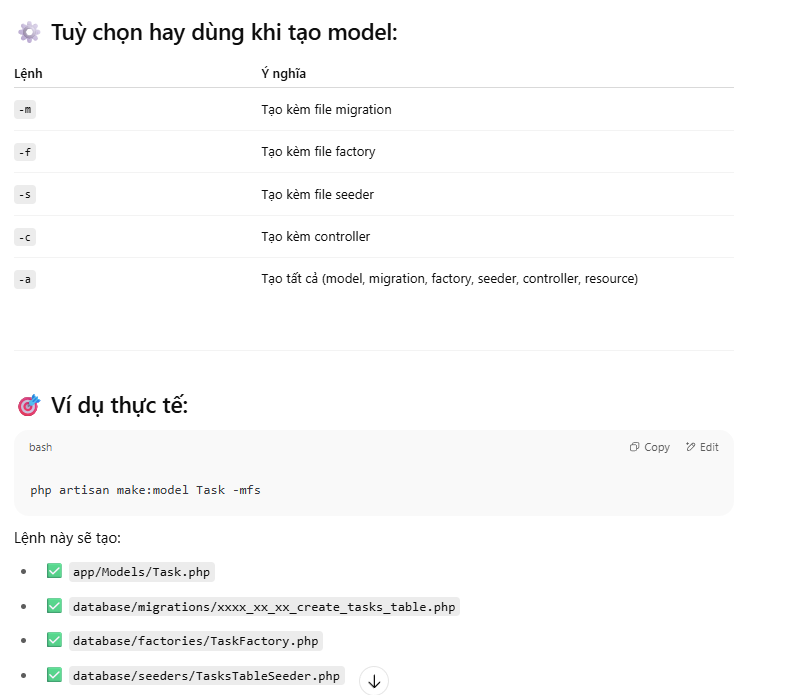 Tuỳ chọn hay dùng khi tạo model:
Lệnh Ý nghĩa
-m Tạo kèm file migration
-f Tạo kèm file factory
-s Tạo kèm file seeder
-c Tạo kèm controller
-a Tạo tất cả (model, migration, factory, seeder, controller, resource)
Ví dụ thực tế:
bash Copy Edit
php artisan make:model Task -mfs
Lệnh này sẽ tạo:
app/Models/Task.php
database/migrations/xxxx_xx_xx_create_tasks_table.php
database/factories/TaskFactory.php
database/seeders/TasksTableSeeder.php